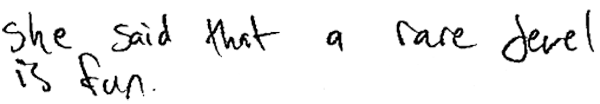 She said that a rare jewel
is fun.